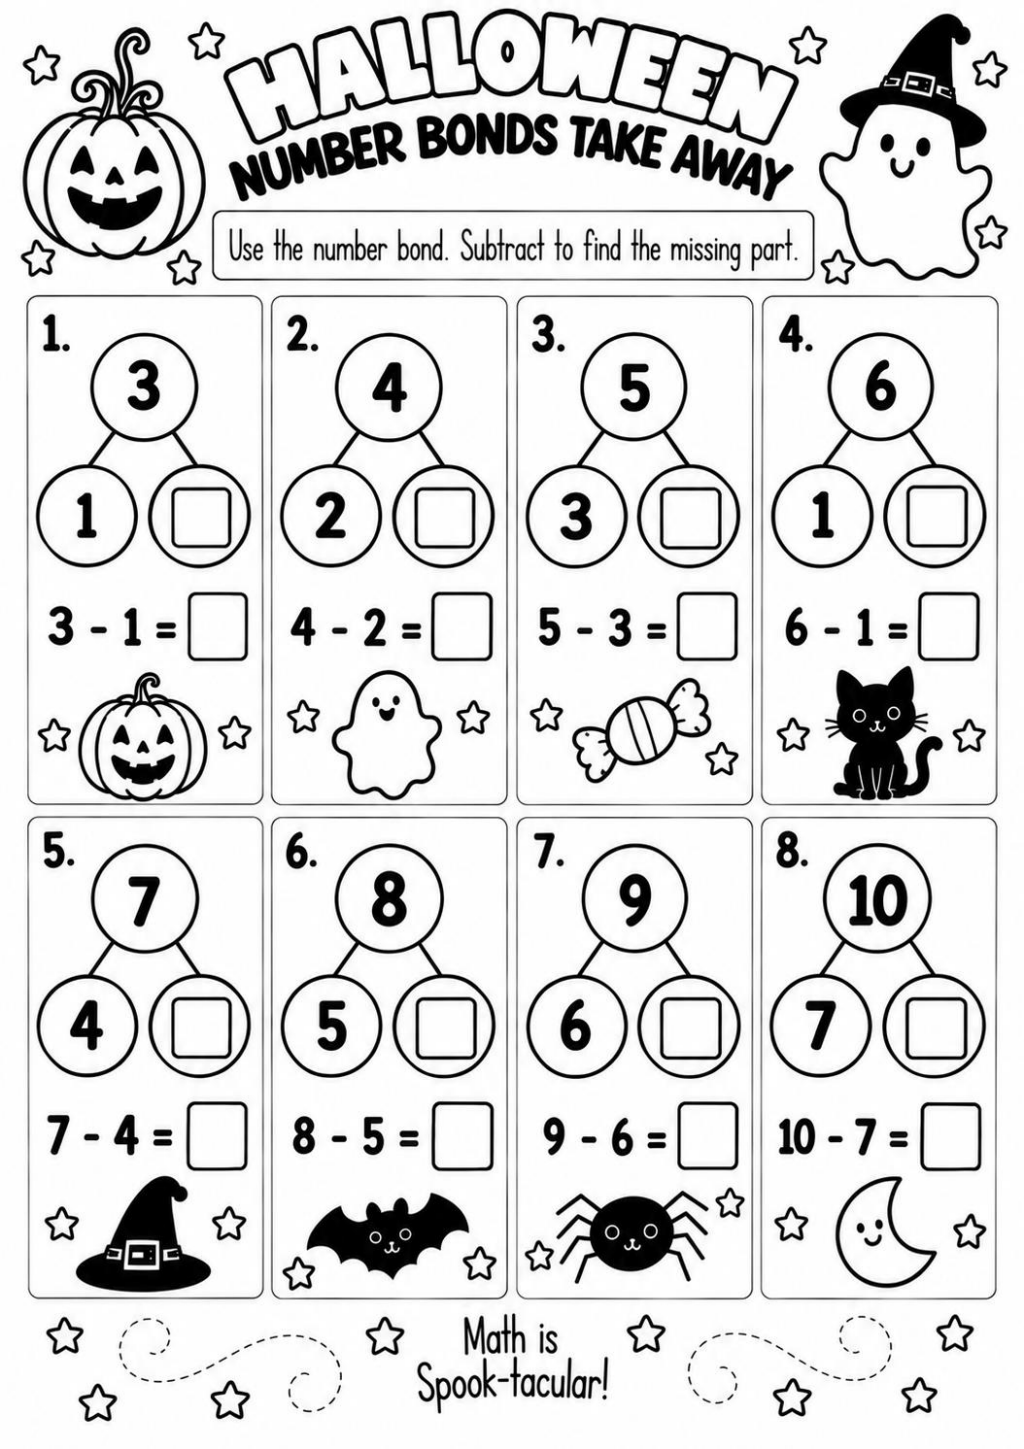 HALLOWEEN
NUMBER BONDS TAKE AWAY
Use the number bond. Subtract to find the missing part.
1.
3
1
3 - 1 =
2.
4
2
4 - 2 =
3.
5
3
5 - 3 =
4.
6
1
6 - 1 =
5.
7
4
7 - 4 =
6.
8
5
8 - 5 =
7.
9
6
9 - 6 =
8.
10
7
10 - 7 =
Math is
Spook-tacular!